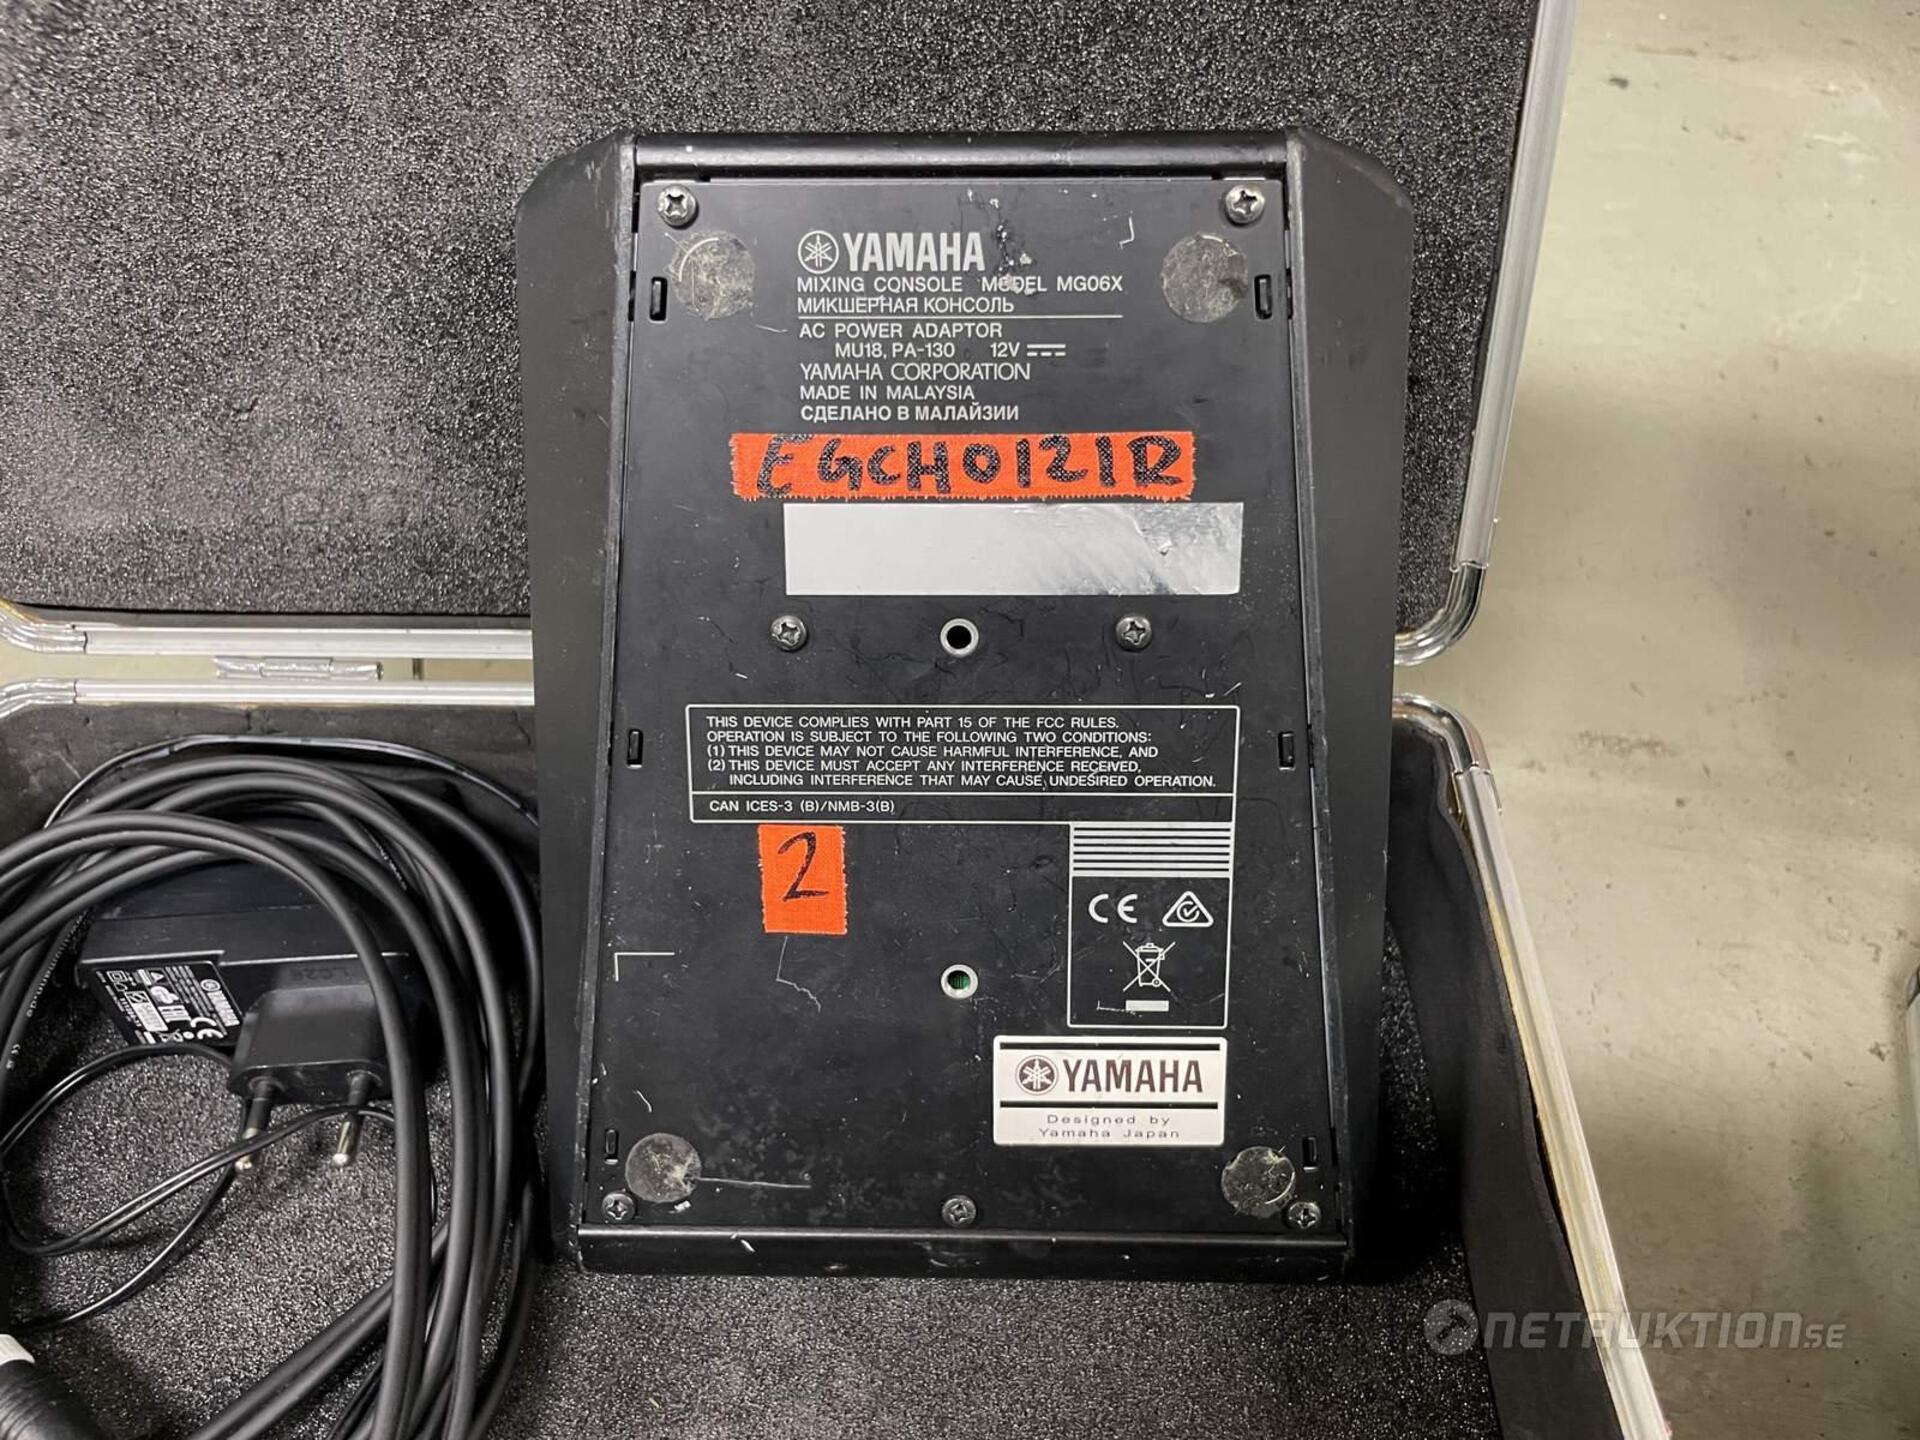 YAMAHA
MIXING CONSOLE MODEL MG06X
МИКШЕРНАЯ КОНСОЛЬ
AC POWER ADAPTOR
MU18, PA-130 12V
YAMAHA CORPORATION
MADE IN MALAYSIA
СДЕЛАНО В МАЛАЙЗИИ
EGCH0121R
THIS DEVICE COMPLIES WITH PART 15 OF THE FCC RULES.
OPERATION IS SUBJECT TO THE FOLLOWING TWO CONDITIONS:
(1) THIS DEVICE MAY NOT CAUSE HARMFUL INTERFERENCE, AND
(2) THIS DEVICE MUST ACCEPT ANY INTERFERENCE RECEIVED,
INCLUDING INTERFERENCE THAT MAY CAUSE UNDESIRED OPERATION.
CAN ICES-3 (B)/NMB-3(B)
2
CE
YAMAHA
Designed by
Yamaha Japan
YAMAHA
CE
NETAUKTION.SE